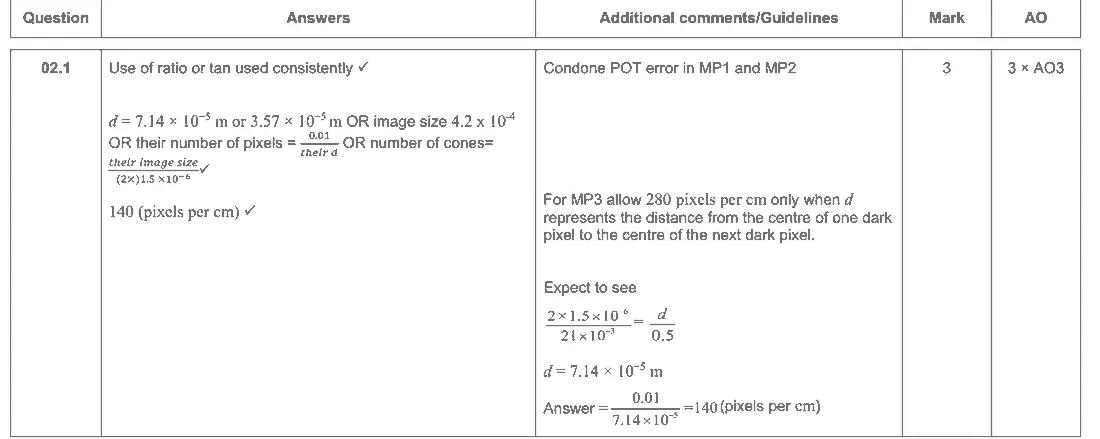 Question Answers Additional comments/Guidelines Mark AO
02.1 Use of ratio or tan used consistently ✓ Condone POT error in MP1 and MP2 3 3 × AO3
d = 7.14 × 10⁻⁵ m or 3.57 × 10⁻⁵ m OR image size 4.2 x 10⁻⁴
OR their number of pixels = 0.01 / their d OR number of cones=
their image size / (2×)1.5 ×10⁻⁶ ✓
140 (pixels per cm) ✓
For MP3 allow 280 pixels per cm only when d
represents the distance from the centre of one dark
pixel to the centre of the next dark pixel.
Expect to see
2 × 1.5 × 10⁻⁶ / 21 × 10⁻³ = d / 0.5
d = 7.14 × 10⁻⁵ m
Answer = 0.01 / 7.14 × 10⁻⁵ =140 (pixels per cm)